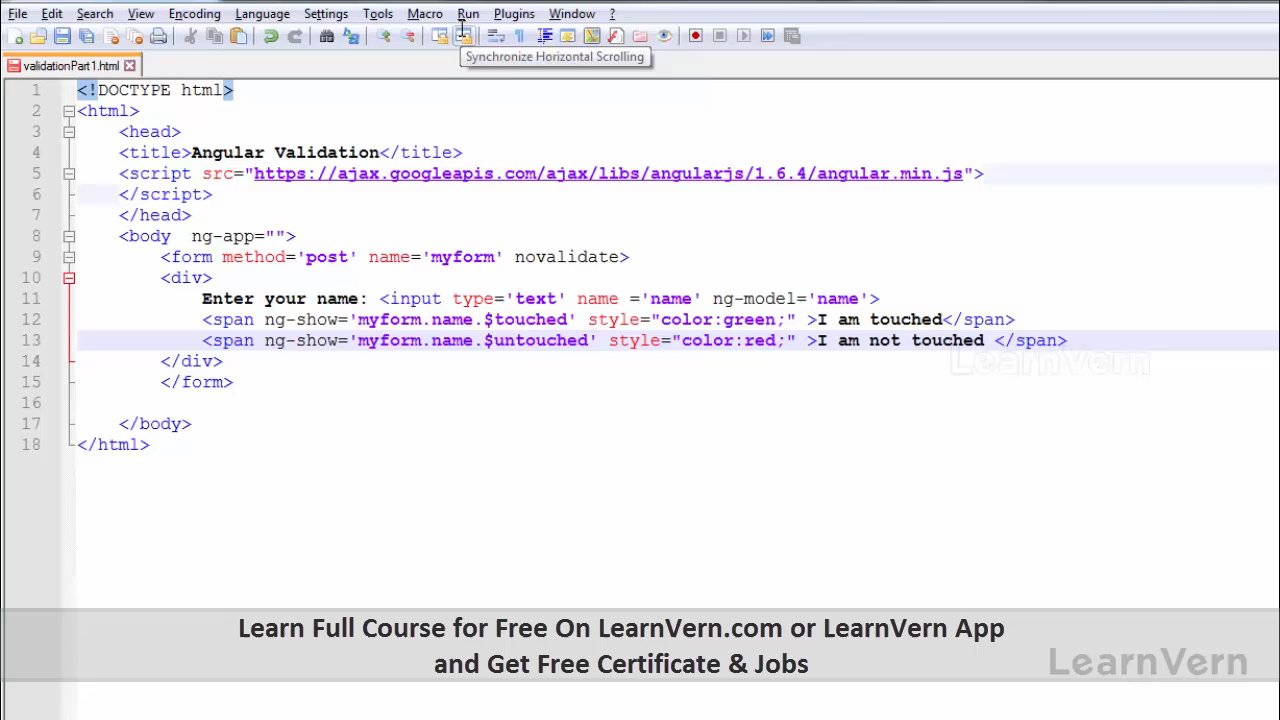 File Edit Search View Encoding Language Settings Tools Macro Run Plugins Window ?
Synchronize Horizontal Scrolling
validationPart1.html
1 <!DOCTYPE html>
2 <html>
3 <head>
4 <title>Angular Validation</title>
5 <script src="https://ajax.googleapis.com/ajax/libs/angularjs/1.6.4/angular.min.js">
6 </script>
7 </head>
8 <body  ng-app="">
9 <form method='post' name='myform' novalidate>
10 <div>
11 Enter your name: <input type='text' name ='name' ng-model='name'>
12 <span ng-show='myform.name.$touched' style="color:green;" >I am touched</span>
13 <span ng-show='myform.name.$untouched' style="color:red;" >I am not touched </span>
LearnVern
14 </div>
15 </form>
16
17 </body>
18 </html>
Learn Full Course for Free On LearnVern.com or LearnVern App
and Get Free Certificate & Jobs
LearnVern